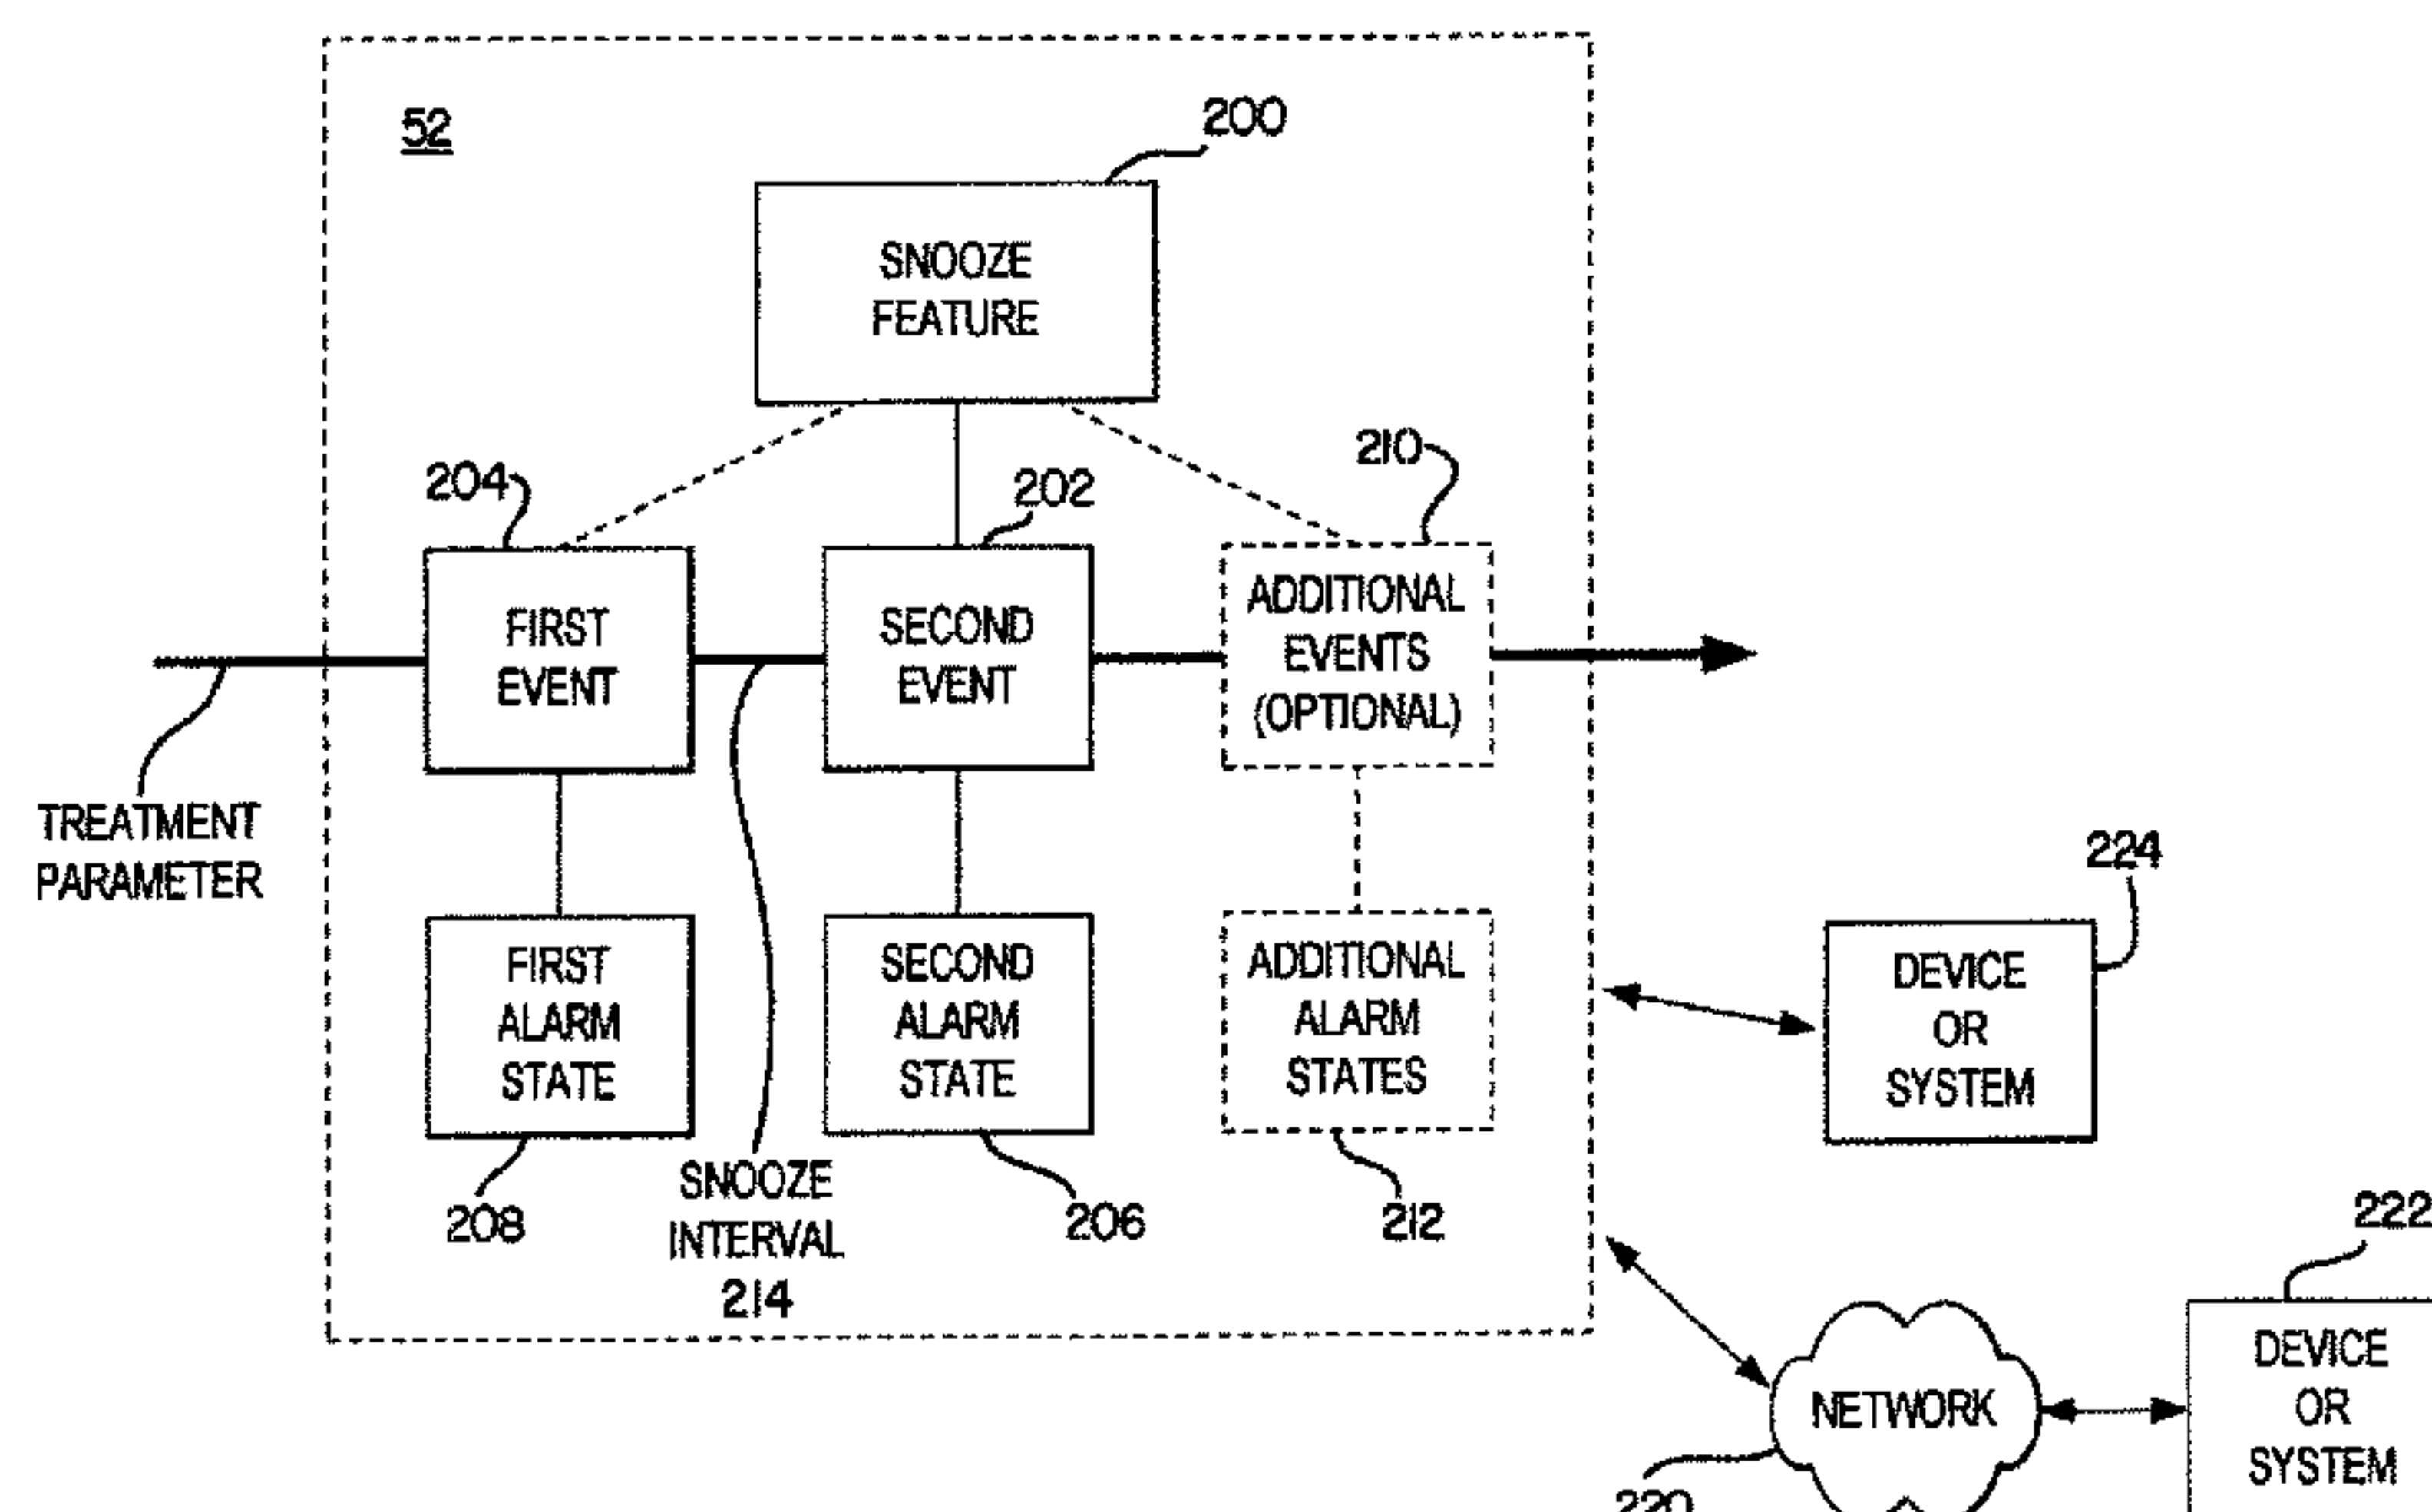 52
200
SNOOZE
FEATURE
204
202
210
FIRST
EVENT
SECOND
EVENT
ADDITIONAL
EVENTS
(OPTIONAL)
TREATMENT
PARAMETER
FIRST
ALARM
STATE
SECOND
ALARM
STATE
ADDITIONAL
ALARM
STATES
208
SNOOZE
INTERVAL
214
206
212
224
DEVICE
OR
SYSTEM
222
DEVICE
OR
SYSTEM
NETWORK
220